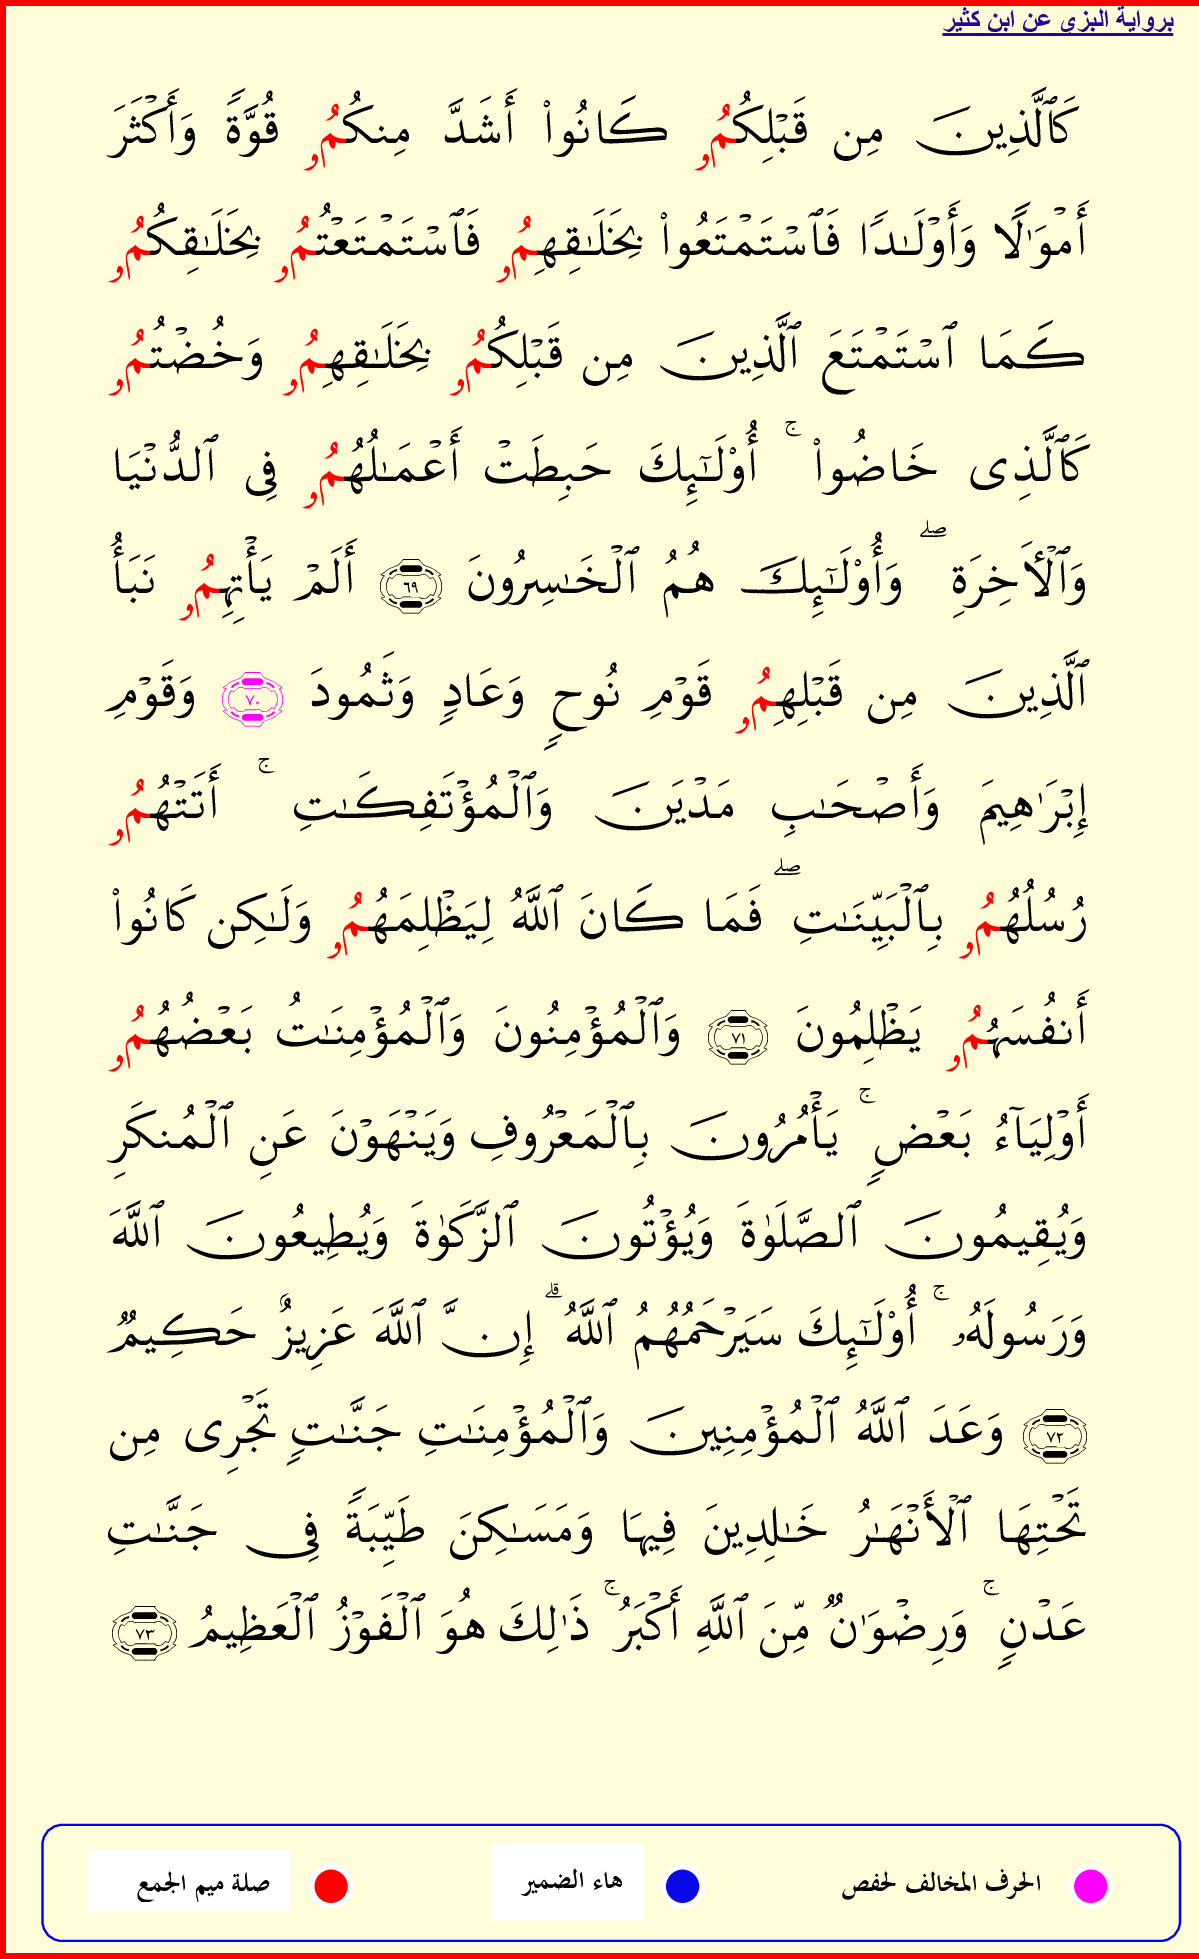 برواية البزى عن ابن كثير
كَٱلَّذِينَ مِن قَبۡلِكُمُۥ كَانُواْ أَشَدَّ مِنكُمُۥ قُوَّةٗ وَأَكۡثَرَ
أَمۡوَٰلٗا وَأَوۡلَٰدٗا فَٱسۡتَمۡتَعُواْ بِخَلَٰقِهِمُۥ فَٱسۡتَمۡتَعۡتُمُۥ بِخَلَٰقِكُمُۥ
كَمَا ٱسۡتَمۡتَعَ ٱلَّذِينَ مِن قَبۡلِكُمُۥ بِخَلَٰقِهِمُۥ وَخُضۡتُمُۥ
كَٱلَّذِى خَاضُواْ ۚ أُوْلَٰٓئِكَ حَبِطَتۡ أَعۡمَٰلُهُمُۥ فِى ٱلدُّنۡيَا
وَٱلۡأَخِرَةِ ۖ وَأُوْلَٰٓئِكَ هُمُ ٱلۡخَٰسِرُونَ ٦٩ أَلَمۡ يَأۡتِهِمُۥ نَبَأُ
ٱلَّذِينَ مِن قَبۡلِهِمُۥ قَوۡمِ نُوحٖ وَعَادٖ وَثَمُودَ ٧٠ وَقَوۡمِ
إِبۡرَٰهِيمَ وَأَصۡحَٰبِ مَدۡيَنَ وَٱلۡمُؤۡتَفِكَٰتِ ۚ أَتَتۡهُمُۥ
رُسُلُهُمُۥ بِٱلۡبَيِّنَٰتِ ۖ فَمَا كَانَ ٱللَّهُ لِيَظۡلِمَهُمُۥ وَلَٰكِن كَانُواْ
أَنفُسَهُمُۥ يَظۡلِمُونَ ٧١ وَٱلۡمُؤۡمِنُونَ وَٱلۡمُؤۡمِنَٰتُ بَعۡضُهُمُۥ
أَوۡلِيَآءُ بَعۡضٖ ۚ يَأۡمُرُونَ بِٱلۡمَعۡرُوفِ وَيَنۡهَوۡنَ عَنِ ٱلۡمُنكَرِ
وَيُقِيمُونَ ٱلصَّلَوٰةَ وَيُؤۡتُونَ ٱلزَّكَوٰةَ وَيُطِيعُونَ ٱللَّهَ
وَرَسُولَهُۥ ۚ أُوْلَٰٓئِكَ سَيَرۡحَمُهُمُ ٱللَّهُ ۗ إِنَّ ٱللَّهَ عَزِيزٌ حَكِيمٞ
٧٢ وَعَدَ ٱللَّهُ ٱلۡمُؤۡمِنِينَ وَٱلۡمُؤۡمِنَٰتِ جَنَّٰتٖ تَجۡرِى مِن
تَحۡتِهَا ٱلۡأَنۡهَٰرُ خَٰلِدِينَ فِيهَا وَمَسَٰكِنَ طَيِّبَةٗ فِى جَنَّٰتِ
عَدۡنٖ ۚ وَرِضۡوَٰنٞ مِّنَ ٱللَّهِ أَكۡبَرُ ۚ ذَٰلِكَ هُوَ ٱلۡفَوۡزُ ٱلۡعَظِيمُ ٧٣
الحرف المخالف لحفص هاء الضمير صلة ميم الجمع